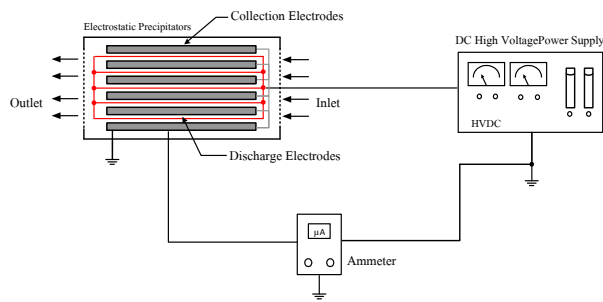 Collection Electrodes
Electrostatic Precipitators
DC High VoltagePower Supply
Outlet
Inlet
HVDC
Discharge Electrodes
µA
Ammeter